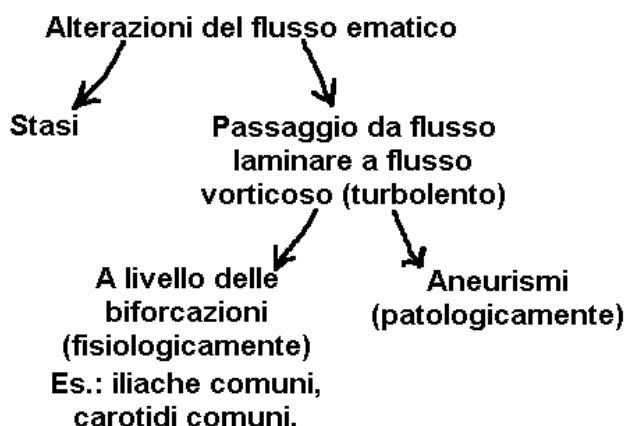 Alterazioni del flusso ematico
Stasi
Passaggio da flusso
laminare a flusso
vorticoso (turbolento)
A livello delle
biforcazioni
(fisiologicamente)
Es.: iliache comuni,
carotidi comuni.
Aneurismi
(patologicamente)